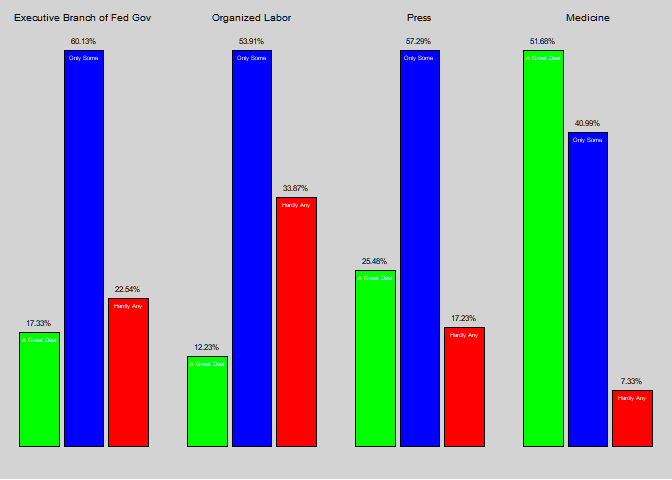 Executive Branch of Fed Gov
60.13%
Only Some
22.54%
Hardly Any
17.33%
A Great Deal
Organized Labor
53.91%
Only Some
33.87%
Hardly Any
12.23%
A Great Deal
Press
57.29%
Only Some
25.48%
A Great Deal
17.23%
Hardly Any
Medicine
51.68%
A Great Deal
40.99%
Only Some
7.33%
Hardly Any